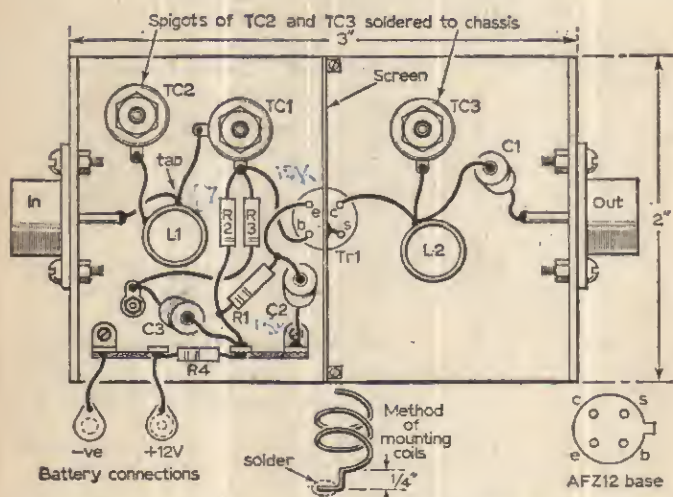 Spigots of TC2 and TC3 soldered to chassis
3"
TC2
TC1
Screen
TC3
C1
tab
In
L1
R2
R3
e
c
b
s
Tr1
L2
Out
2"
R1
C2
C3
R4
-ve
+12V
Battery connections
Method
of
mounting
coils
solder
1/4"
c
s
e
b
AFZ12 base